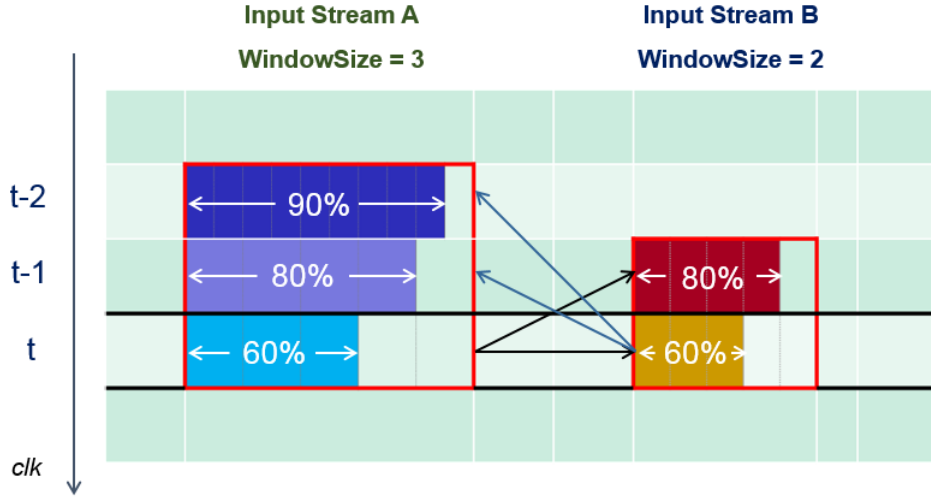 Input Stream A
WindowSize = 3
Input Stream B
WindowSize = 2
t-2
90%
t-1
80%
80%
t
60%
60%
clk